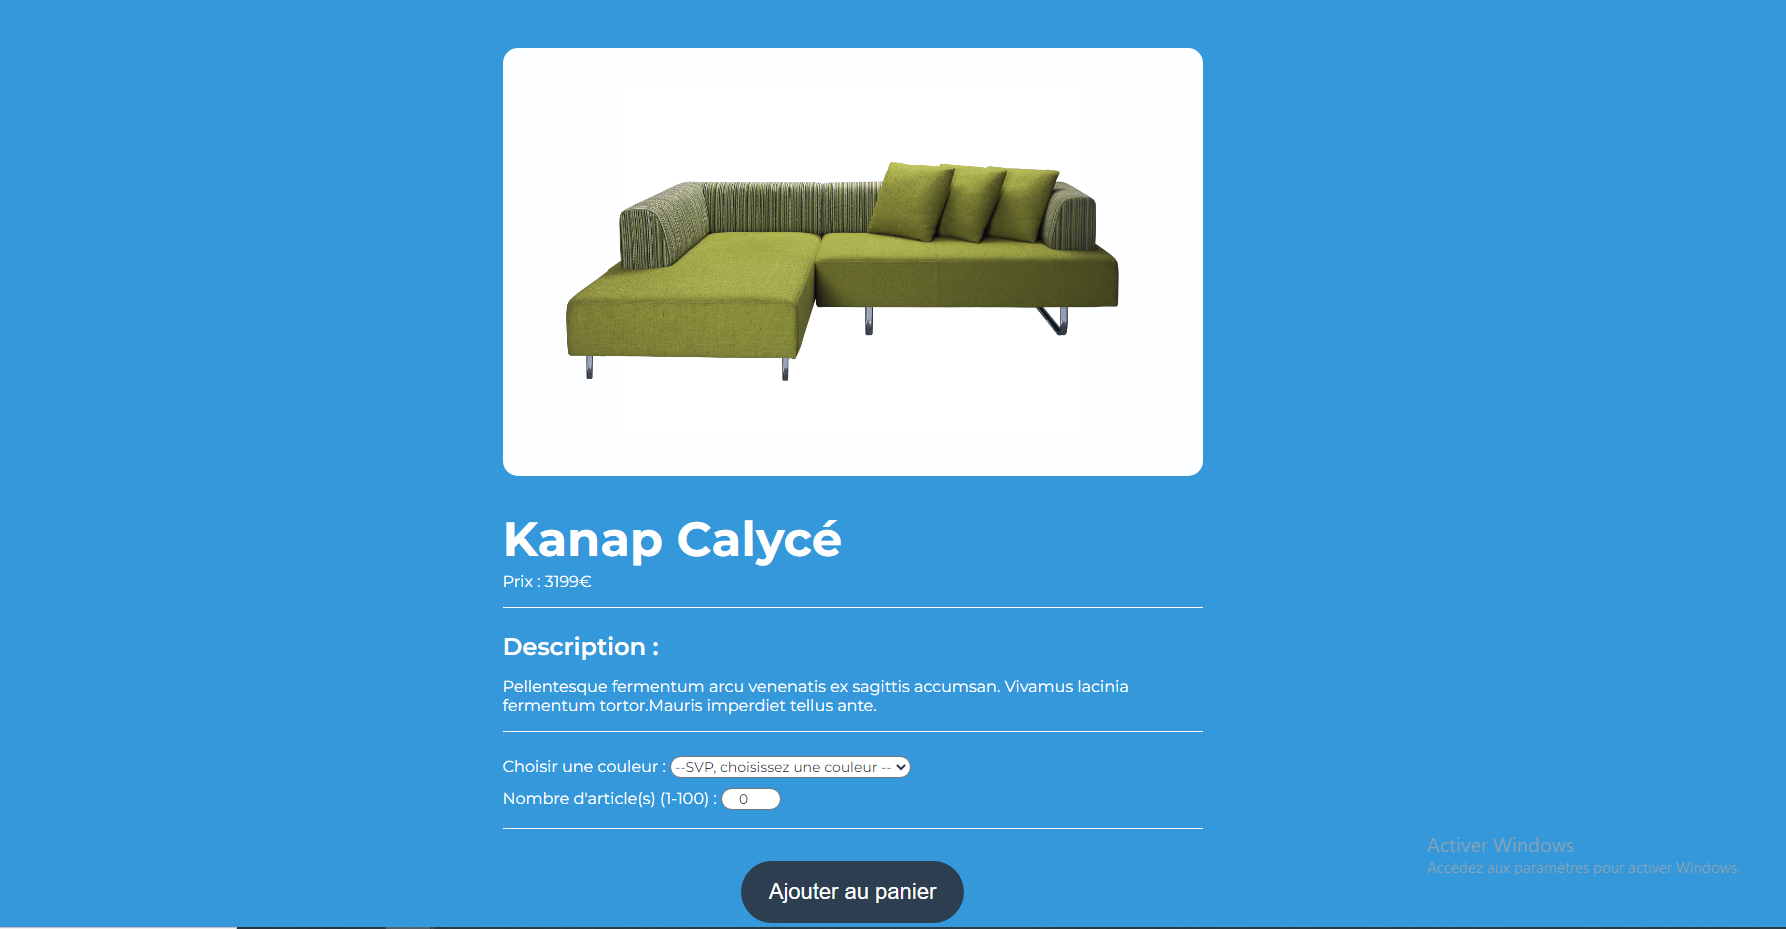 Kanap Calycé
Prix : 3199€
Description :
Pellentesque fermentum arcu venenatis ex sagittis accumsan. Vivamus lacinia
fermentum tortor.Mauris imperdiet tellus ante.
Choisir une couleur : --SVP, choisissez une couleur --
Nombre d'article(s) (1-100) : 0
Activer Windows
Accédez aux paramètres pour activer Windows.
Ajouter au panier